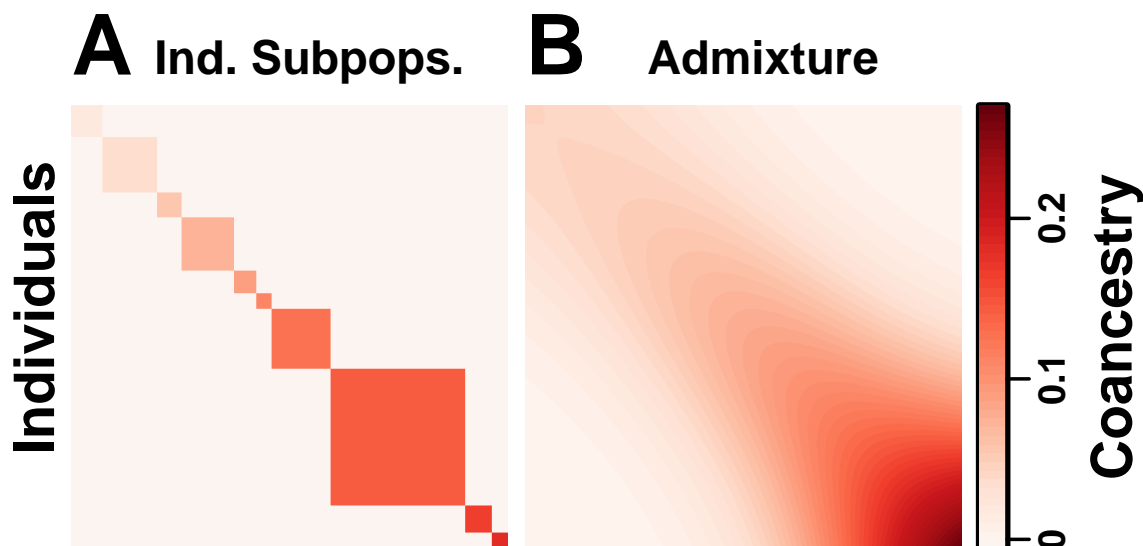 A Ind. Subpops.
B Admixture
Individuals
0.2
0.1
0
Coancestry